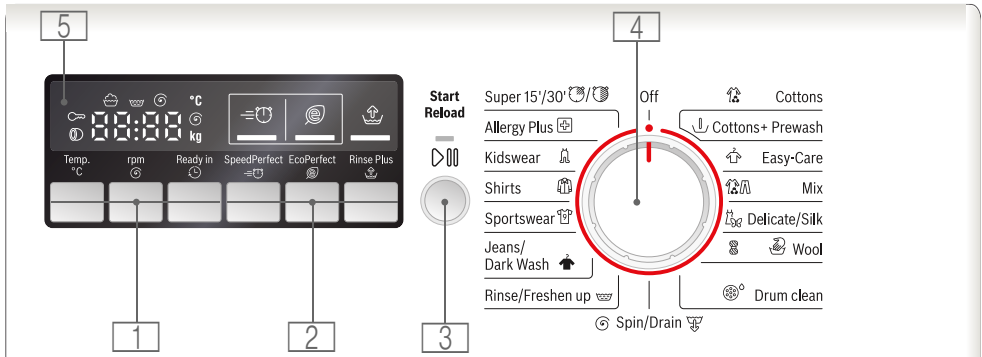 5
4
88:88
°C
kg
Temp.
°C
rpm
Ready in
SpeedPerfect
EcoPerfect
Rinse Plus
Start
Reload
Super 15'/30' /
Allergy Plus
Kidswear
Shirts
Sportswear
Jeans/
Dark Wash
Rinse/Freshen up
Off
Cottons
Cottons+ Prewash
Easy-Care
Mix
Delicate/Silk
Wool
Drum clean
Spin/Drain
1
2
3